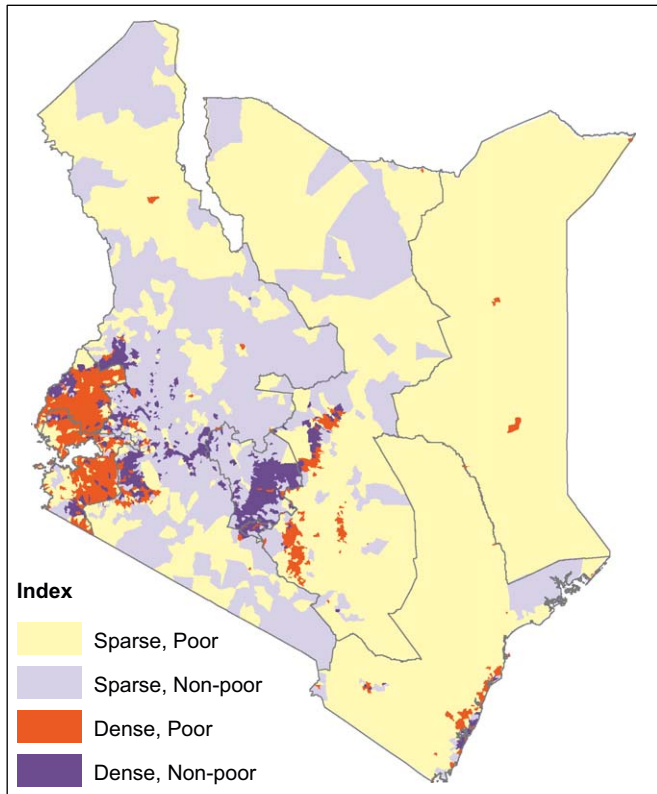 Index
Sparse, Poor
Sparse, Non-poor
Dense, Poor
Dense, Non-poor